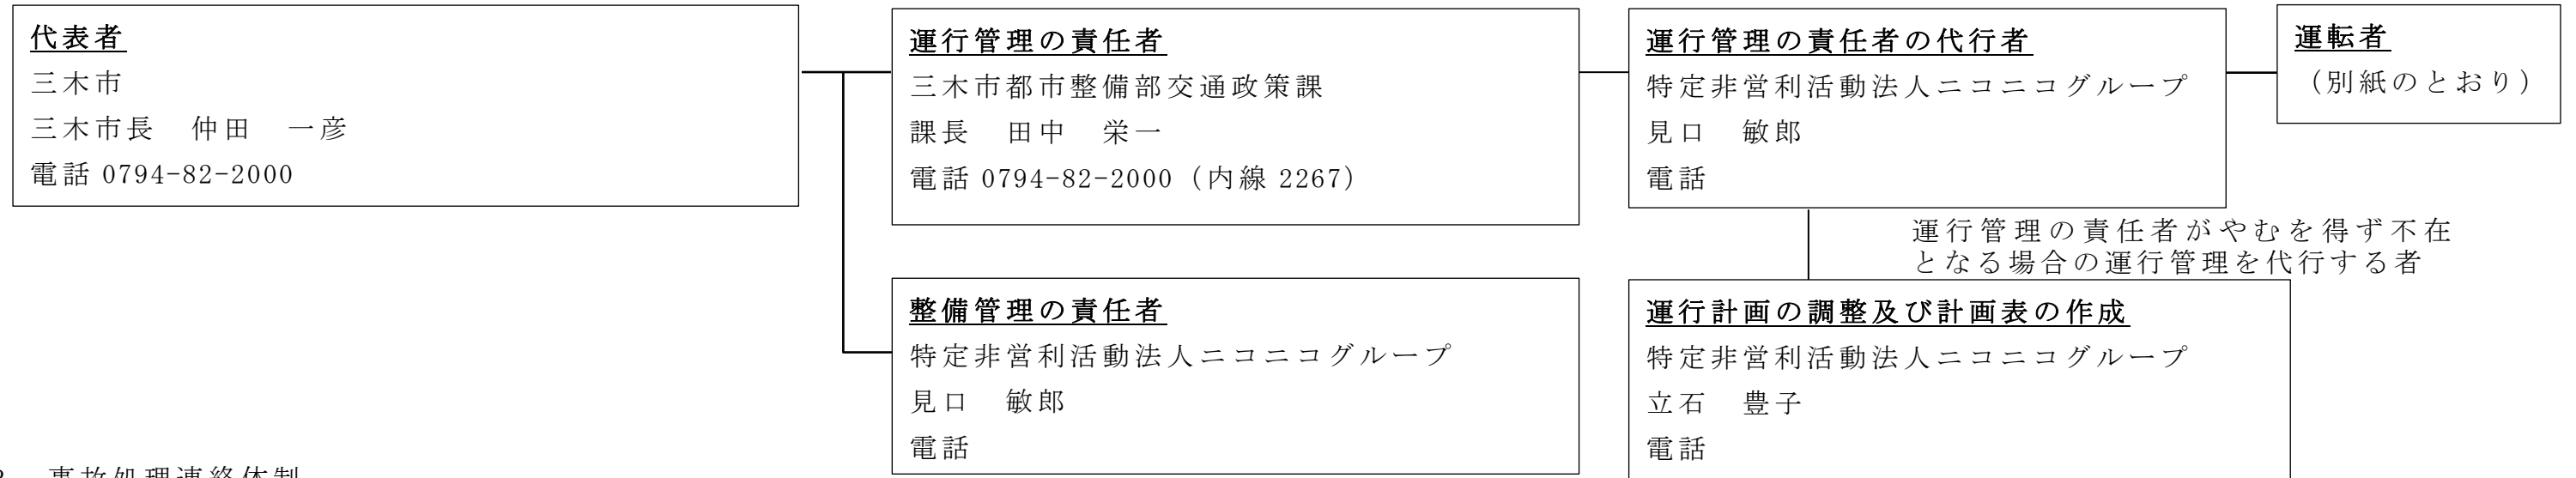 代表者
三木市
三木市長　仲田　一彦
電話 0794-82-2000
運行管理の責任者
三木市都市整備部交通政策課
課長　田中　栄一
電話 0794-82-2000（内線 2267）
運行管理の責任者の代行者
特定非営利活動法人ニコニコグループ
見口　敏郎
電話
運転者
（別紙のとおり）
運行管理の責任者がやむを得ず不在
となる場合の運行管理を代行する者
整備管理の責任者
特定非営利活動法人ニコニコグループ
見口　敏郎
電話
運行計画の調整及び計画表の作成
特定非営利活動法人ニコニコグループ
立石　豊子
電話
事故処理連絡体制